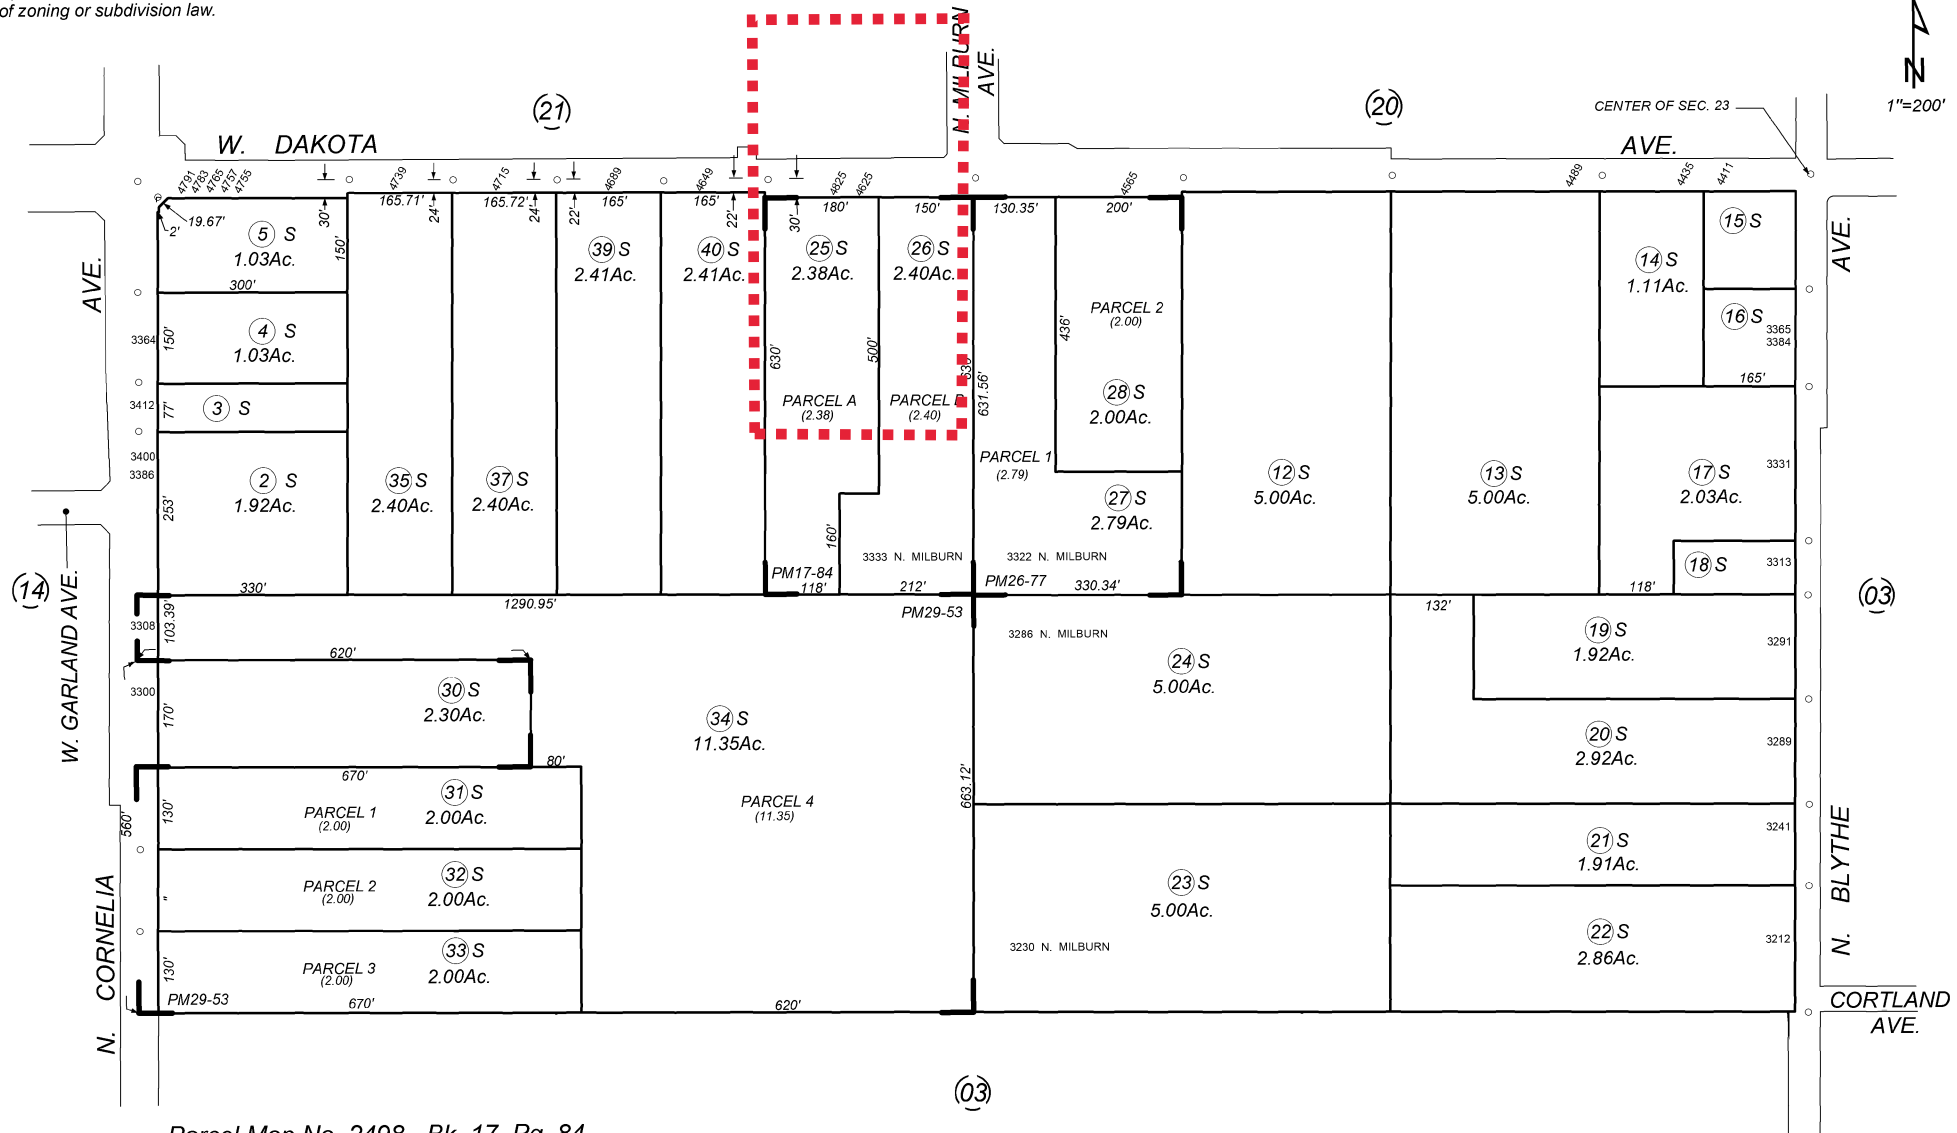 of zoning or subdivision law.
N
1"=200'
CENTER OF SEC. 23
(21)
(20)
N. MILBURN
AVE.
W. DAKOTA
AVE.
4791
4783
4765
4757
4755
4739
4715
4689
4649
4825
4625
4565
4489
4435
4411
19.67'
2'
30'
165.71'
24'
165.72'
24'
22'
165'
165'
22'
30'
180'
150'
130.35'
200'
5 S
1.03Ac.
150'
300'
39 S
2.41Ac.
40 S
2.41Ac.
25 S
2.38Ac.
26 S
2.40Ac.
14 S
1.11Ac.
15 S
AVE.
AVE.
PARCEL 2
(2.00)
436'
16 S
3365
3384
165'
3364
150'
4 S
1.03Ac.
630'
500'
631.56'
28 S
2.00Ac.
3412
77'
3 S
PARCEL A
(2.38)
PARCEL
(2.40)
3400
3386
253'
2 S
1.92Ac.
35 S
2.40Ac.
37 S
2.40Ac.
PARCEL 1
(2.79)
27 S
2.79Ac.
12 S
5.00Ac.
13 S
5.00Ac.
17 S
2.03Ac.
3331
160'
3333 N. MILBURN
3322 N. MILBURN
18 S
3313
PM17-84
118'
212'
PM26-77
330.34'
118'
(14)
(03)
W. GARLAND AVE.
330'
1290.95'
PM29-53
132'
3308
103.39'
3286 N. MILBURN
19 S
1.92Ac.
3291
620'
24 S
5.00Ac.
3300
170'
30 S
2.30Ac.
34 S
11.35Ac.
20 S
2.92Ac.
3289
80'
670'
663.12'
31 S
2.00Ac.
PARCEL 1
(2.00)
130'
560'
PARCEL 4
(11.35)
21 S
1.91Ac.
3241
N. BLYTHE
32 S
2.00Ac.
PARCEL 2
(2.00)
"
23 S
5.00Ac.
22 S
2.86Ac.
3212
N. CORNELIA
33 S
2.00Ac.
PARCEL 3
(2.00)
130'
3230 N. MILBURN
PM29-53
670'
620'
CORTLAND
AVE.
(03)
Parcel Map No. 2498 - Bk. 17, Pg. 84